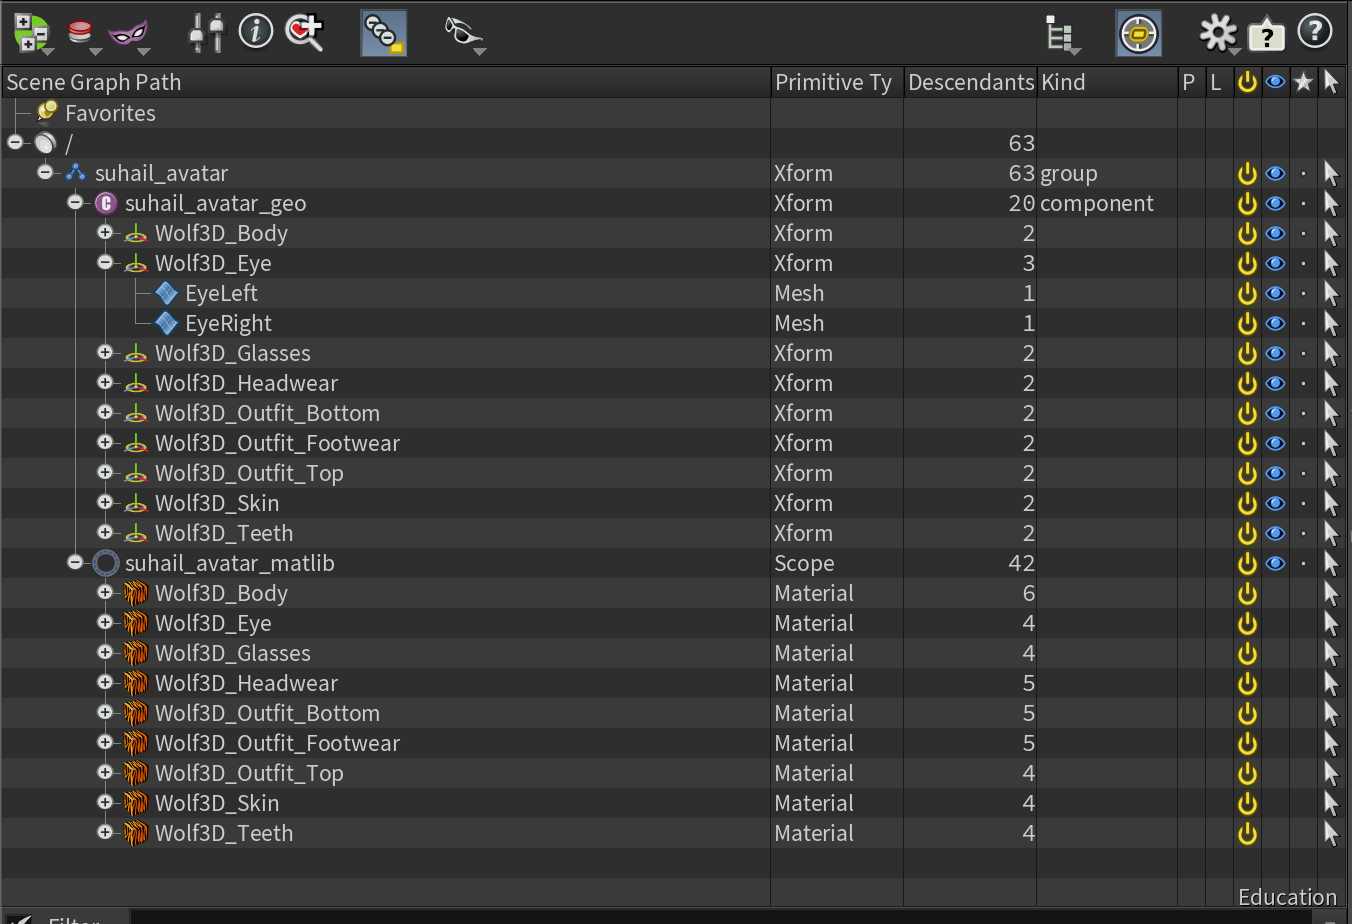 Scene Graph Path Primitive Ty Descendants Kind P L
Favorites
/ 63
suhail_avatar Xform 63 group
suhail_avatar_geo Xform 20 component
Wolf3D_Body Xform 2
Wolf3D_Eye Xform 3
EyeLeft Mesh 1
EyeRight Mesh 1
Wolf3D_Glasses Xform 2
Wolf3D_Headwear Xform 2
Wolf3D_Outfit_Bottom Xform 2
Wolf3D_Outfit_Footwear Xform 2
Wolf3D_Outfit_Top Xform 2
Wolf3D_Skin Xform 2
Wolf3D_Teeth Xform 2
suhail_avatar_matlib Scope 42
Wolf3D_Body Material 6
Wolf3D_Eye Material 4
Wolf3D_Glasses Material 4
Wolf3D_Headwear Material 5
Wolf3D_Outfit_Bottom Material 5
Wolf3D_Outfit_Footwear Material 5
Wolf3D_Outfit_Top Material 4
Wolf3D_Skin Material 4
Wolf3D_Teeth Material 4
Education
Filter